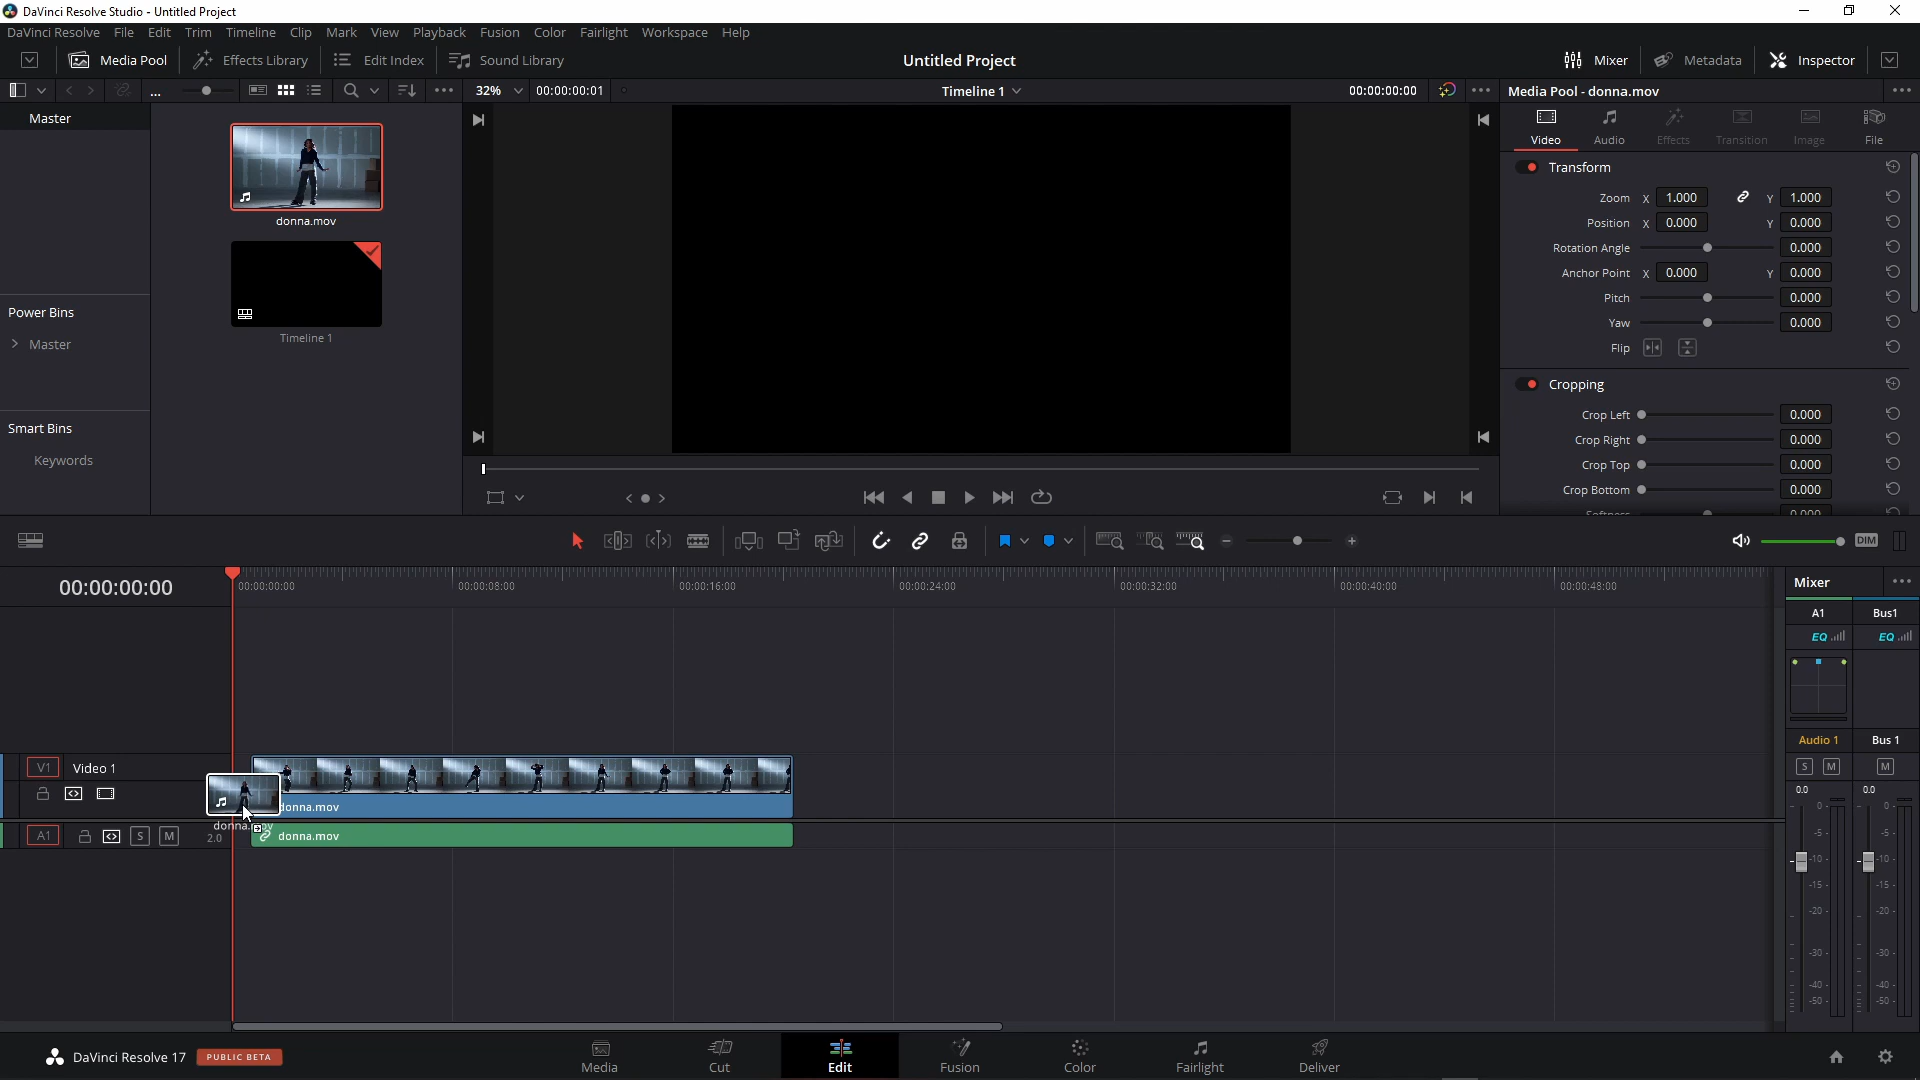 DaVinci Resolve Studio - Untitled Project
DaVinci Resolve File Edit Trim Timeline Clip Mark View Playback Fusion Color Fairlight Workspace Help
Media Pool Effects Library Edit Index Sound Library Untitled Project Mixer Metadata Inspector
... 32% 00:00:00:01 Timeline 1 00:00:00:00 Media Pool - donna.mov
Master
Video Audio Effects Transition Image File
Transform
Zoom X 1.000 Y 1.000
donna.mov
Position X 0.000 Y 0.000
Rotation Angle 0.000
Anchor Point X 0.000 Y 0.000
Pitch 0.000
Power Bins
Yaw 0.000
Timeline 1
Master
Flip
Cropping
Crop Left 0.000
Smart Bins
Crop Right 0.000
Keywords
Crop Top 0.000
Crop Bottom 0.000
Softness 0.000
DIM
00:00:00:00
00:00:00:00 00:00:08:00 00:00:16:00 00:00:24:00 00:00:32:00 00:00:40:00 00:00:48:00
Mixer
A1 Bus1
EQ EQ
Audio 1 Bus 1
V1 Video 1
S M M
donna.mov
0.0 0.0
A1 S M 2.0 donna.mov
0 0
-5 -5
-10 -10
-15 -15
-20 -20
-30 -30
-40 -40
-50 -50
DaVinci Resolve 17 PUBLIC BETA
Media Cut Edit Fusion Color Fairlight Deliver